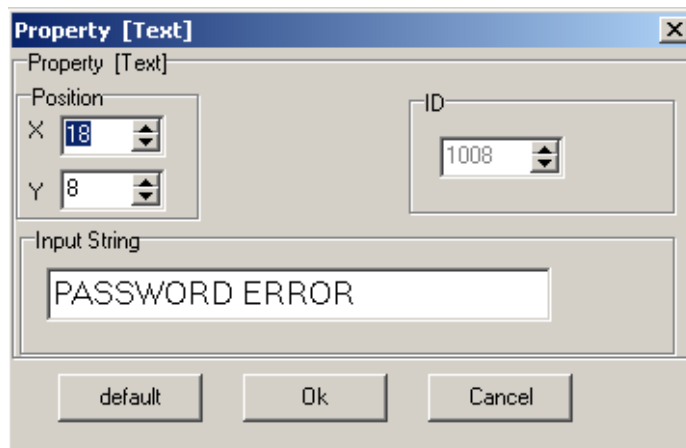 Property [Text]
Property [Text]
Position
ID
X 18
1008
Y 8
Input String
PASSWORD ERROR
default Ok Cancel